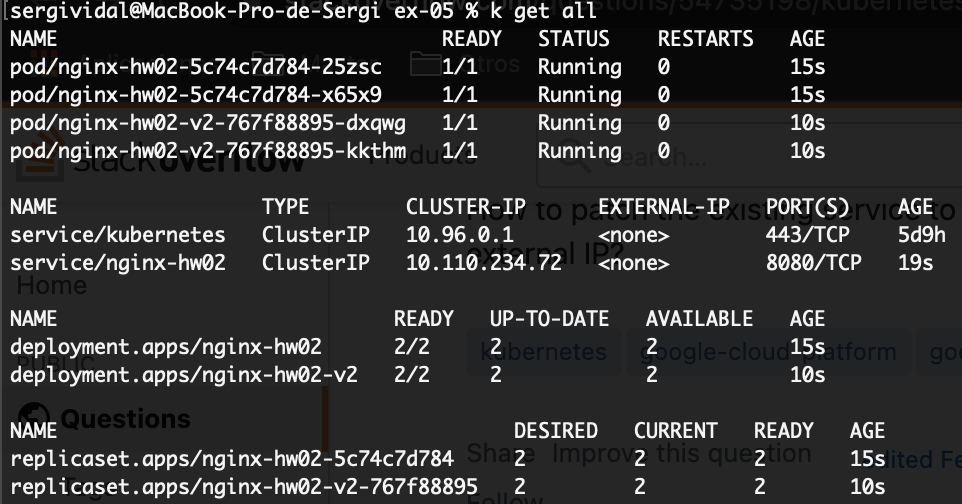 sergividal@MacBook-Pro-de-Sergi ex-05 % k get all
NAME READY STATUS RESTARTS AGE
pod/nginx-hw02-5c74c7d784-25zsc 1/1 Running 0 15s
pod/nginx-hw02-5c74c7d784-x65x9 1/1 Running 0 15s
pod/nginx-hw02-v2-767f88895-dxqwg 1/1 Running 0 10s
pod/nginx-hw02-v2-767f88895-kkthm 1/1 Running 0 10s
stack overflow Products Search...
NAME TYPE CLUSTER-IP EXTERNAL-IP PORT(S) AGE
How to patch the existing service to
service/kubernetes ClusterIP 10.96.0.1 <none> 443/TCP 5d9h
external IP?
service/nginx-hw02 ClusterIP 10.110.234.72 <none> 8080/TCP 19s
Home
NAME READY UP-TO-DATE AVAILABLE AGE
deployment.apps/nginx-hw02 2/2 2 2 15s
PUBLIC
kubernetes google-cloud-platform
deployment.apps/nginx-hw02-v2 2/2 2 2 10s
Questions
NAME DESIRED CURRENT READY AGE
Share Improve this question
replicaset.apps/nginx-hw02-5c74c7d784 2 2 2 15s
edited
replicaset.apps/nginx-hw02-v2-767f88895 2 2 2 10s
Follow